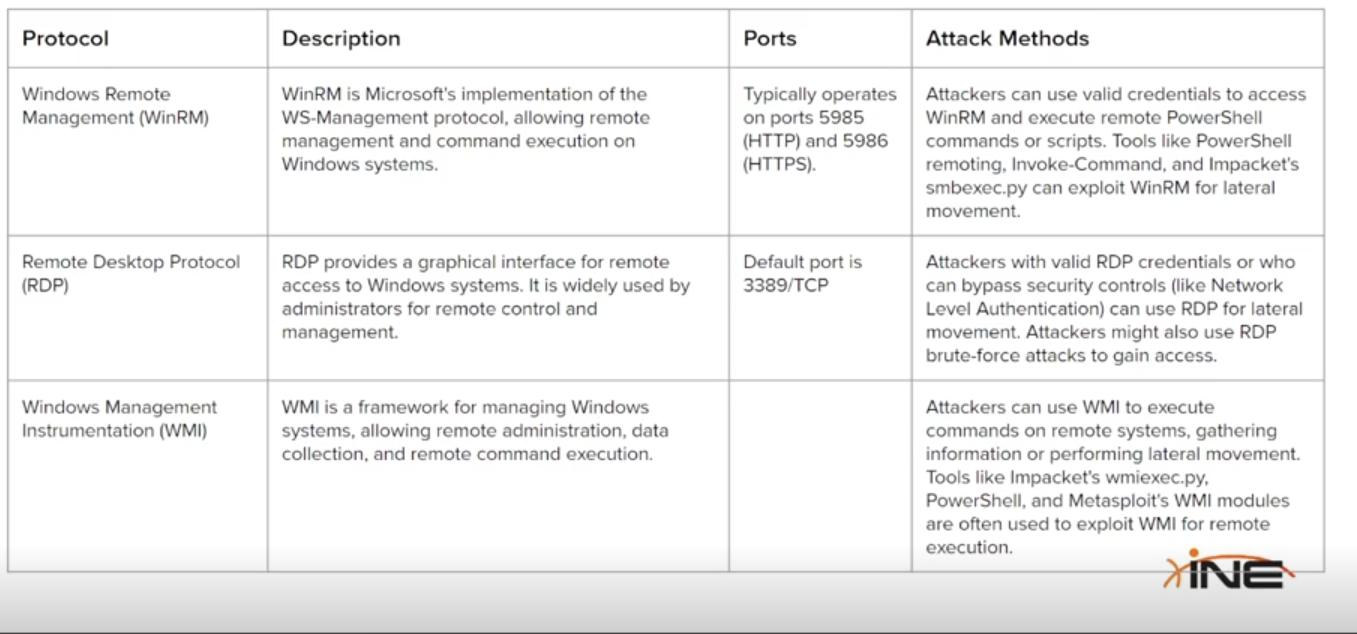 Protocol
Description
Ports
Attack Methods
Windows Remote
Management (WinRM)
WinRM is Microsoft's implementation of the
WS-Management protocol, allowing remote
management and command execution on
Windows systems.
Typically operates
on ports 5985
(HTTP) and 5986
(HTTPS).
Attackers can use valid credentials to access
WinRM and execute remote PowerShell
commands or scripts. Tools like PowerShell
remoting, Invoke-Command, and Impacket's
smbexec.py can exploit WinRM for lateral
movement.
Remote Desktop Protocol
(RDP)
RDP provides a graphical interface for remote
access to Windows systems. It is widely used by
administrators for remote control and
management.
Default port is
3389/TCP
Attackers with valid RDP credentials or who
can bypass security controls (like Network
Level Authentication) can use RDP for lateral
movement. Attackers might also use RDP
brute-force attacks to gain access.
Windows Management
Instrumentation (WMI)
WMI is a framework for managing Windows
systems, allowing remote administration, data
collection, and remote command execution.
Attackers can use WMI to execute
commands on remote systems, gathering
information or performing lateral movement.
Tools like Impacket's wmiexec.py,
PowerShell, and Metasploit's WMI modules
are often used to exploit WMI for remote
execution.
INE